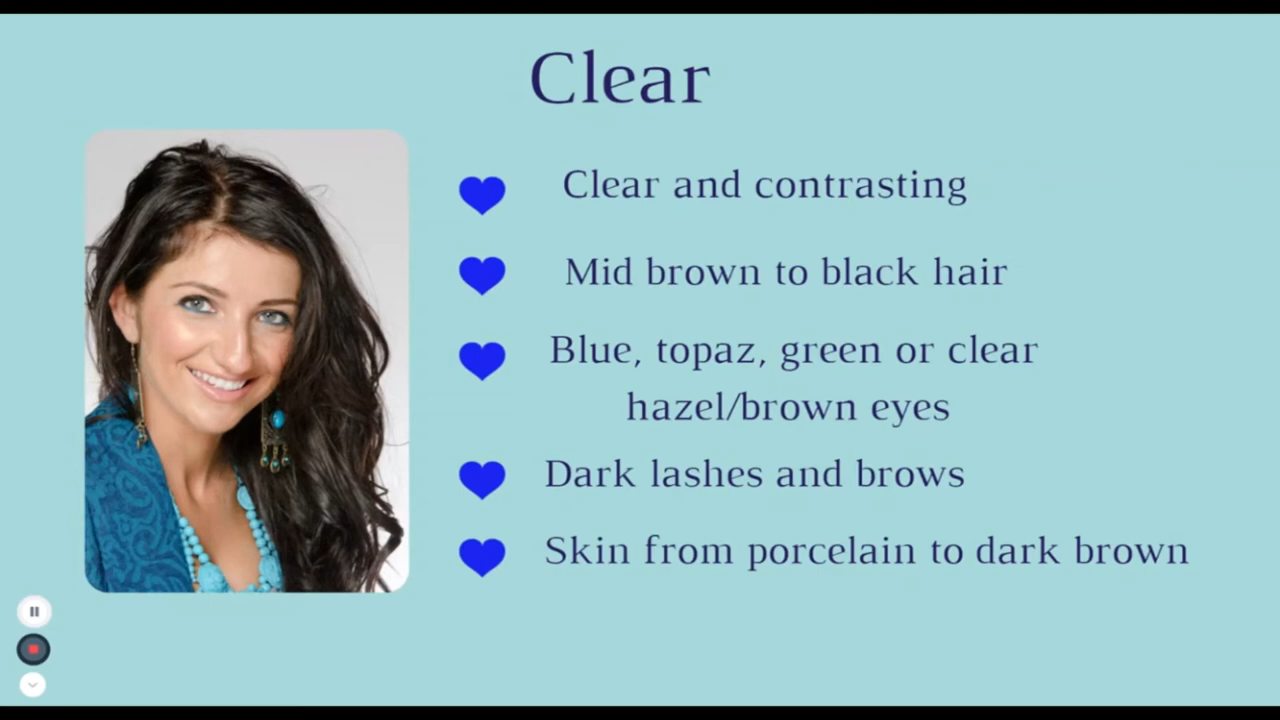 Clear
Clear and contrasting
Mid brown to black hair
Blue, topaz, green or clear
hazel/brown eyes
Dark lashes and brows
Skin from porcelain to dark brown